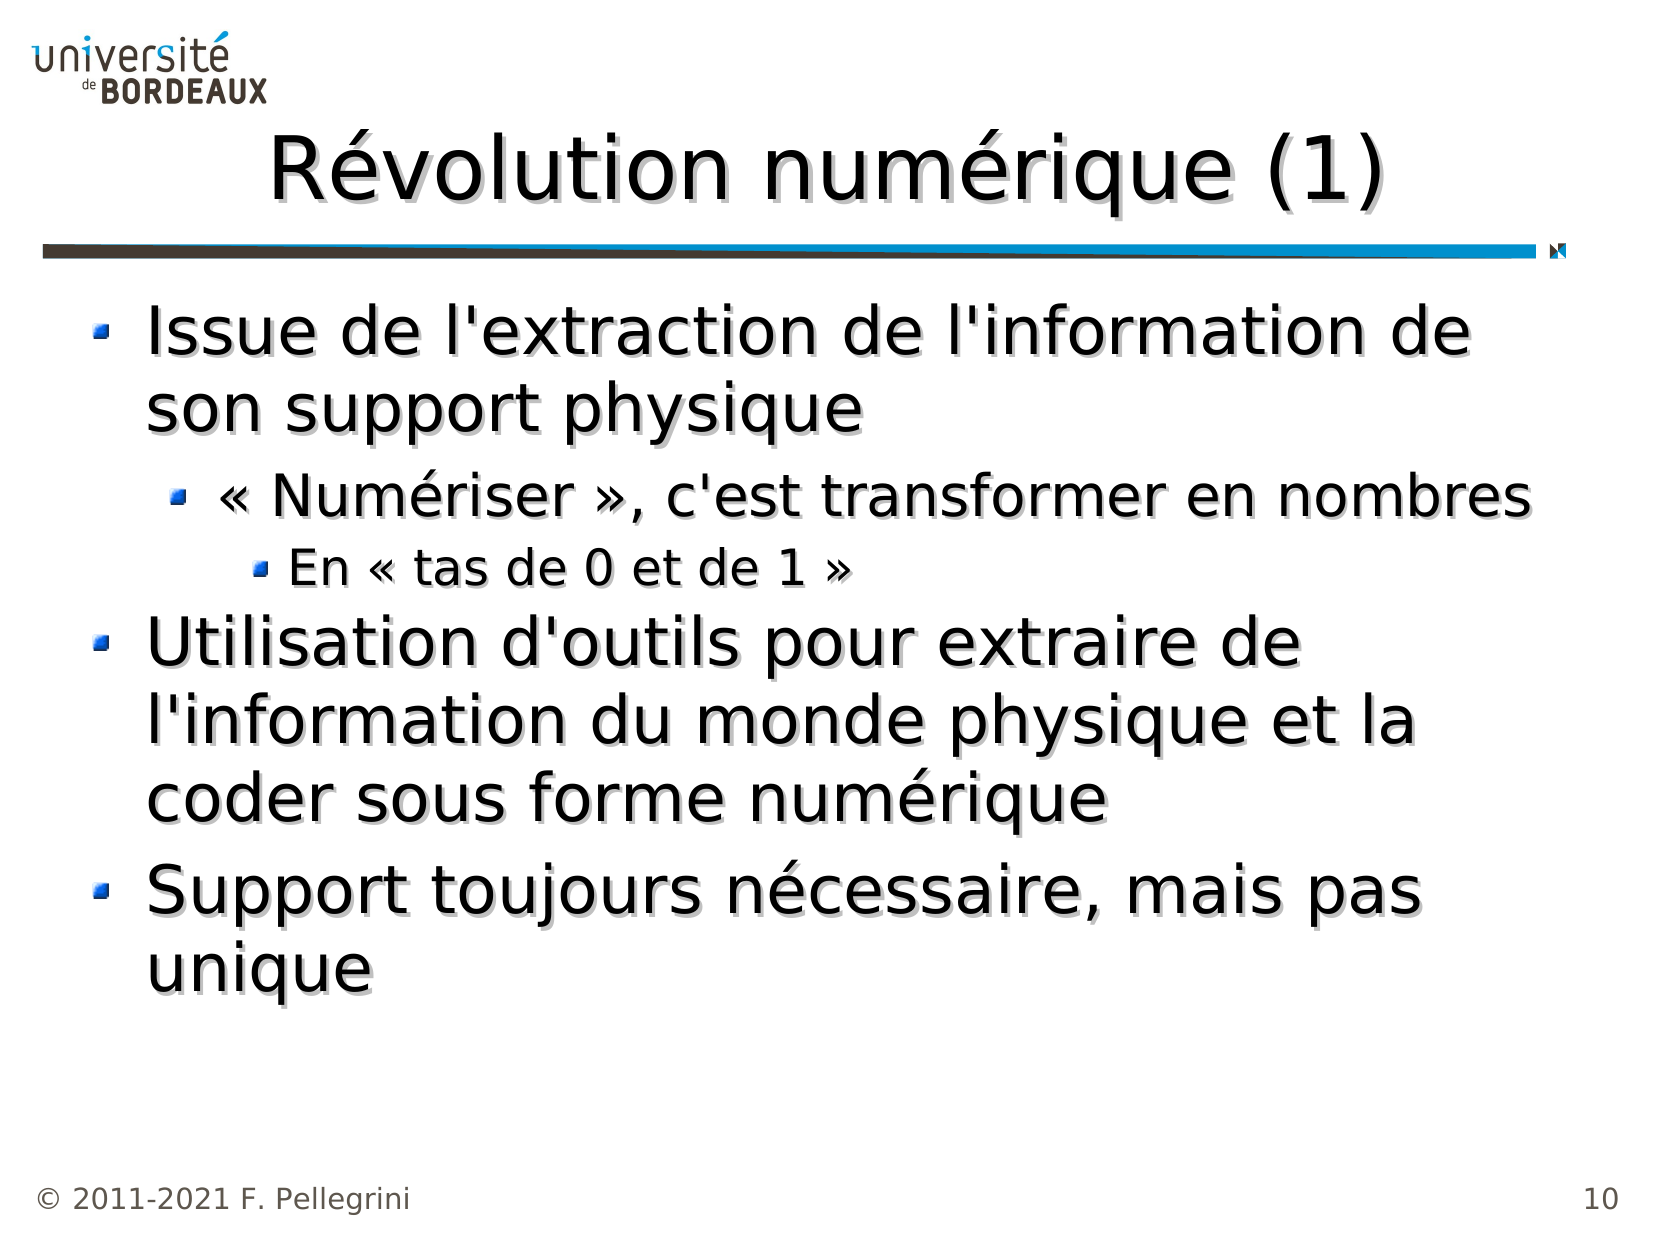 université
de BORDEAUX
Révolution numérique (1)
Issue de l'extraction de l'information de
son support physique
« Numériser », c'est transformer en nombres
En « tas de 0 et de 1 »
Utilisation d'outils pour extraire de
l'information du monde physique et la
coder sous forme numérique
Support toujours nécessaire, mais pas
unique
© 2011-2021 F. Pellegrini
10